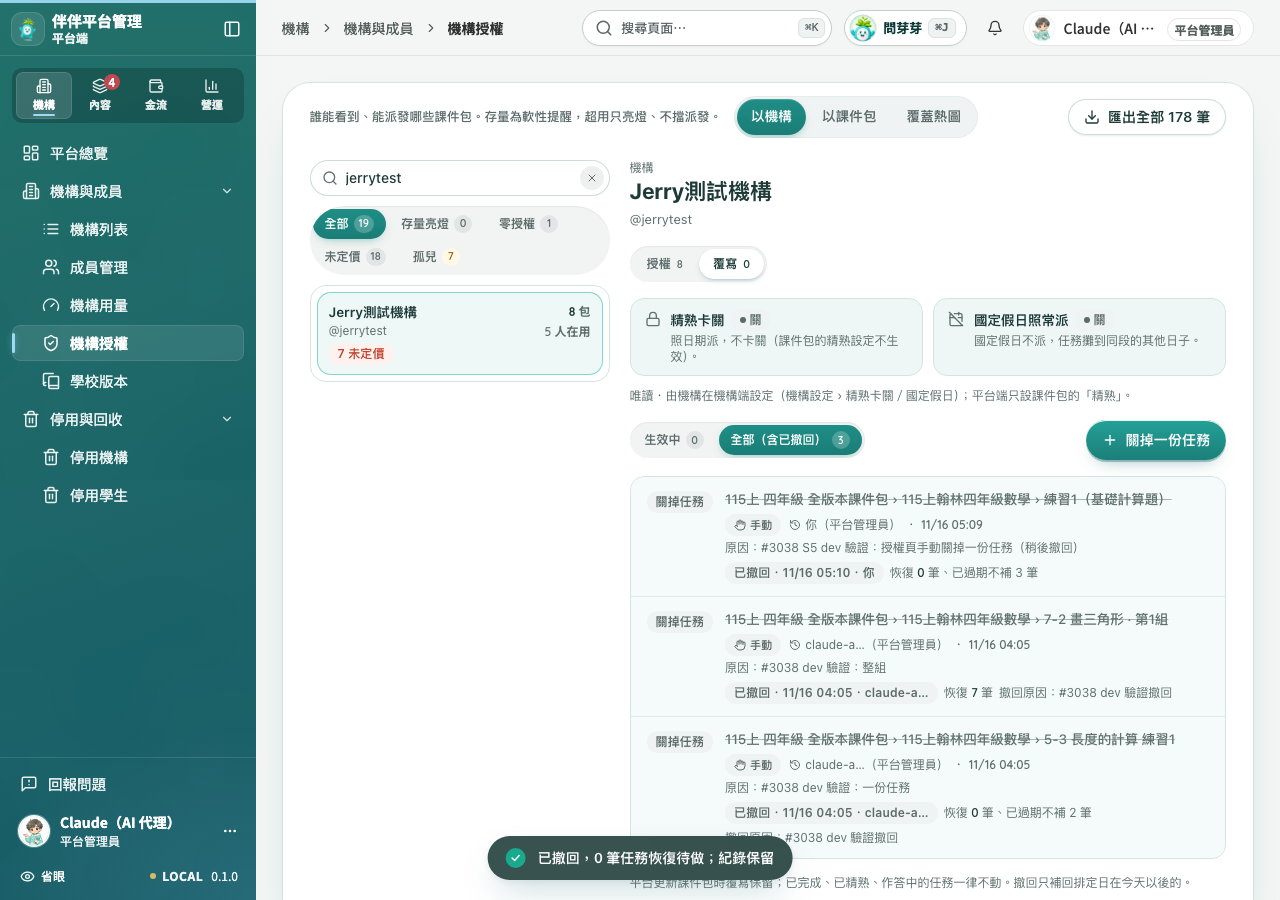 伴伴平台管理
平台端
機構
內容
4
金流
營運
平台總覽
機構與成員
機構列表
成員管理
機構用量
機構授權
學校版本
停用與回收
停用機構
停用學生
回報問題
Claude（AI 代理）
平台管理員
省眼
LOCAL 0.1.0
機構 › 機構與成員 › 機構授權
搜尋頁面… ⌘K
問芽芽 ⌘J
Claude（AI … 平台管理員
誰能看到、能派發哪些課件包。存量為軟性提醒，超用只亮燈、不擋派發。
以機構 以課件包 覆蓋熱圖
匯出全部 178 筆
jerrytest
全部 19 存量亮燈 0 零授權 1
未定價 18 孤兒 7
Jerry測試機構 8 包
@jerrytest 5 人在用
7 未定價
機構
Jerry測試機構
@jerrytest
授權 8 覆寫 0
精熟卡關 • 關
照日期派，不卡關（課件包的精熟設定不生
效）。
國定假日照常派 • 關
國定假日不派，任務攤到同段的其他日子。
唯讀．由機構在機構端設定（機構設定 › 精熟卡關 / 國定假日）；平台端只設課件包的「精熟」。
生效中 0 全部（含已撤回） 3
+ 關掉一份任務
關掉任務 115上 四年級 全版本課件包 › 115上翰林四年級數學 › 練習1（基礎計算題）
手動 你（平台管理員） · 11/16 05:09
原因：#3038 S5 dev 驗證：授權頁手動關掉一份任務（稍後撤回）
已撤回 · 11/16 05:10 · 你 恢復 0 筆、已過期不補 3 筆
關掉任務 115上 四年級 全版本課件包 › 115上翰林四年級數學 › 7-2 畫三角形 · 第1組
手動 claude-a…（平台管理員） · 11/16 04:05
原因：#3038 dev 驗證：整組
已撤回 · 11/16 04:05 · claude-a… 恢復 7 筆 撤回原因：#3038 dev 驗證撤回
關掉任務 115上 四年級 全版本課件包 › 115上翰林四年級數學 › 5-3 長度的計算 練習1
手動 claude-a…（平台管理員） · 11/16 04:05
原因：#3038 dev 驗證：一份任務
已撤回 · 11/16 04:05 · claude-a… 恢復 0 筆、已過期不補 2 筆
撤回原因：#3038 dev 驗證撤回
已撤回，0 筆任務恢復待做；紀錄保留
平台更新課件包時覆寫保留；已完成、已精熟、作答中的任務一律不動。撤回只補回排定日在今天以後的。